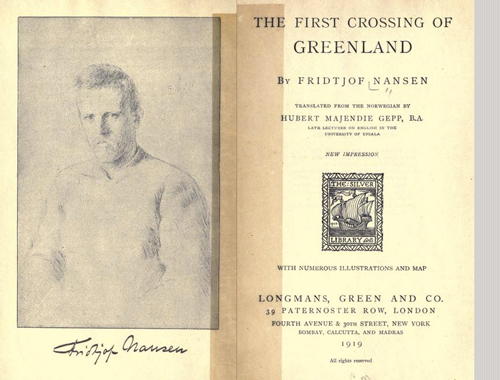 Fridtjof Nansen
THE FIRST CROSSING OF
GREENLAND
BY FRIDTJOF NANSEN
TRANSLATED FROM THE NORWEGIAN BY
HUBERT MAJENDIE GEPP, B.A.
LATE LECTURER ON ENGLISH IN THE
UNIVERSITY OF UPSALA
NEW IMPRESSION
THE SILVER
LIBRARY
WITH NUMEROUS ILLUSTRATIONS AND MAP
LONGMANS, GREEN AND CO.
39 PATERNOSTER ROW, LONDON
FOURTH AVENUE & 30TH STREET, NEW YORK
BOMBAY, CALCUTTA, AND MADRAS
1919
All rights reserved